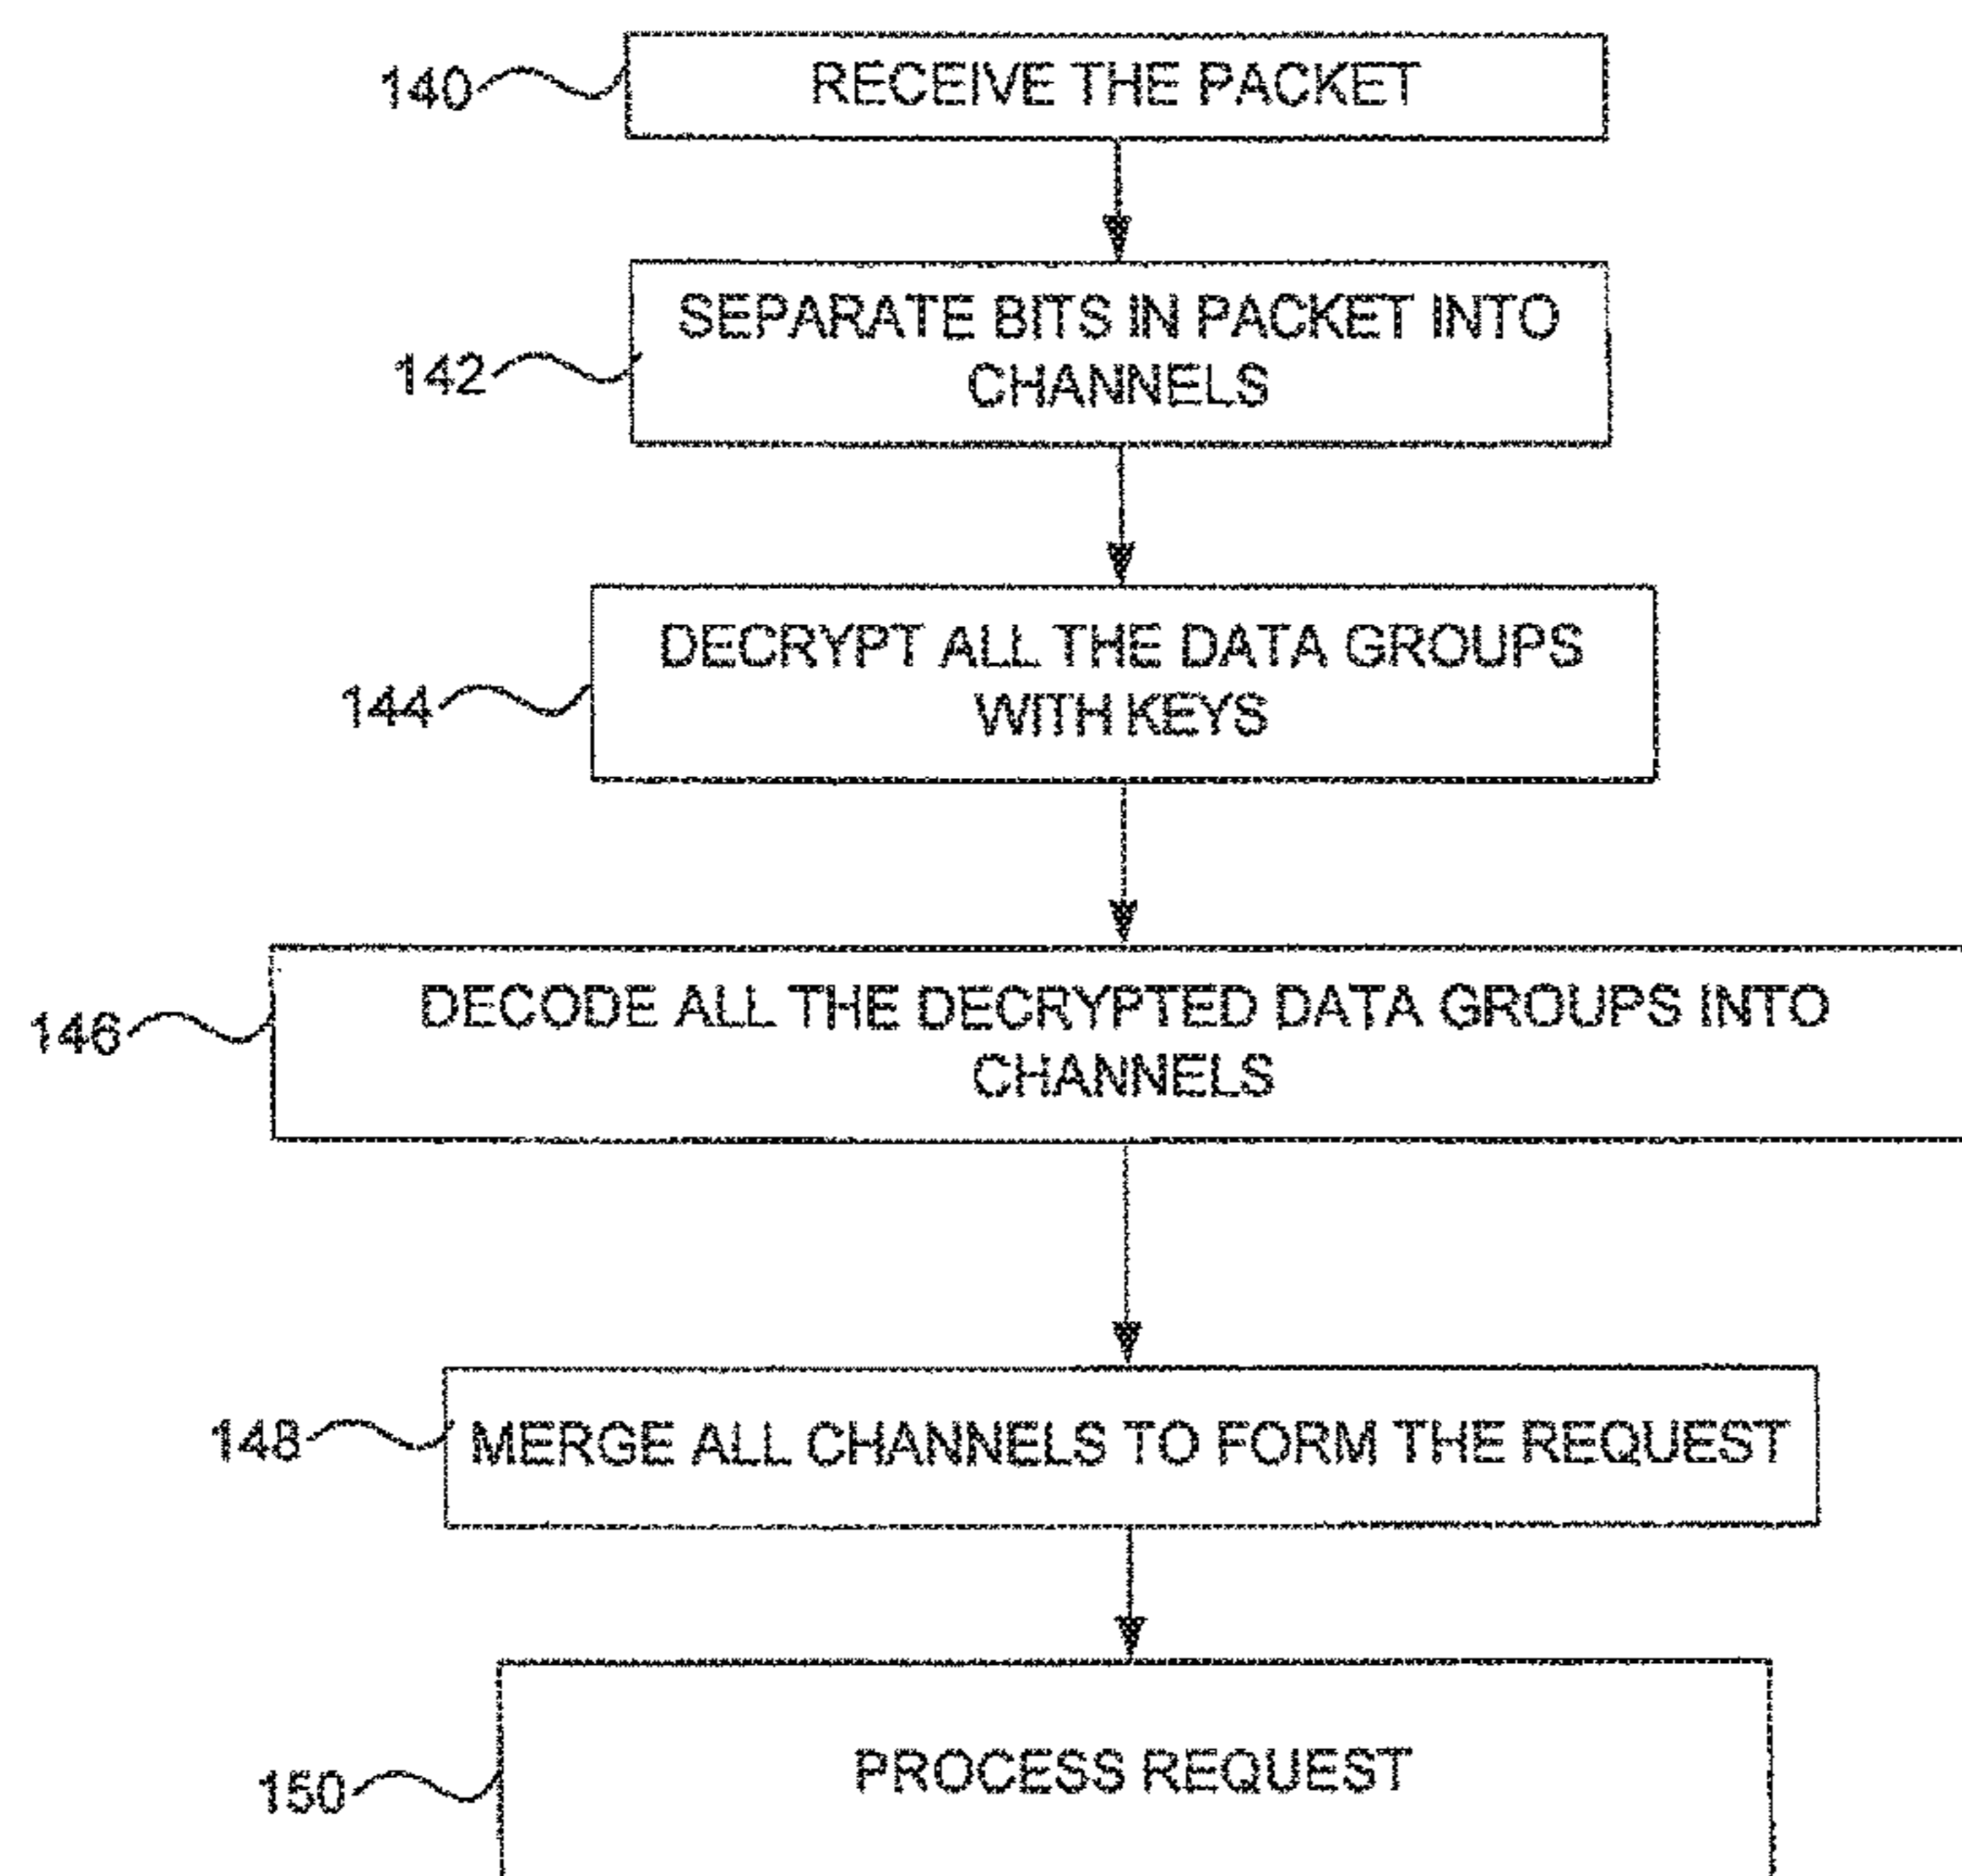 140 RECEIVE THE PACKET
SEPARATE BITS IN PACKET INTO
142 CHANNELS
DECRYPT ALL THE DATA GROUPS
144 WITH KEYS
DECODE ALL THE DECRYPTED DATA GROUPS INTO
146 CHANNELS
148 MERGE ALL CHANNELS TO FORM THE REQUEST
150 PROCESS REQUEST